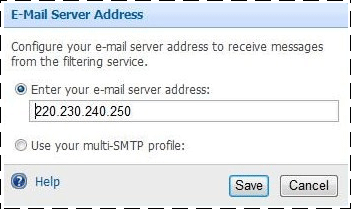 E-Mail Server Address
Configure your e-mail server address to receive messages
from the filtering service.
Enter your e-mail server address:
220.230.240.250
Use your multi-SMTP profile:
Help
Save
Cancel